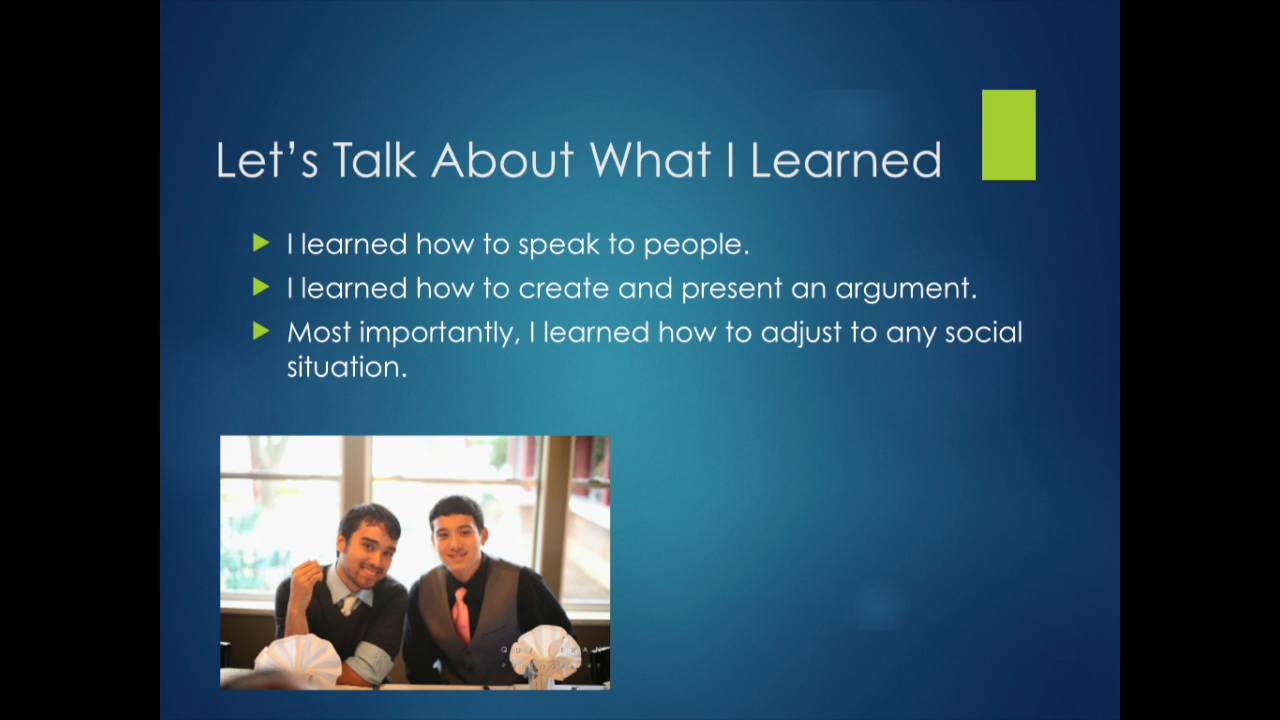 Let’s Talk About What I Learned
I learned how to speak to people.
I learned how to create and present an argument.
Most importantly, I learned how to adjust to any social
situation.